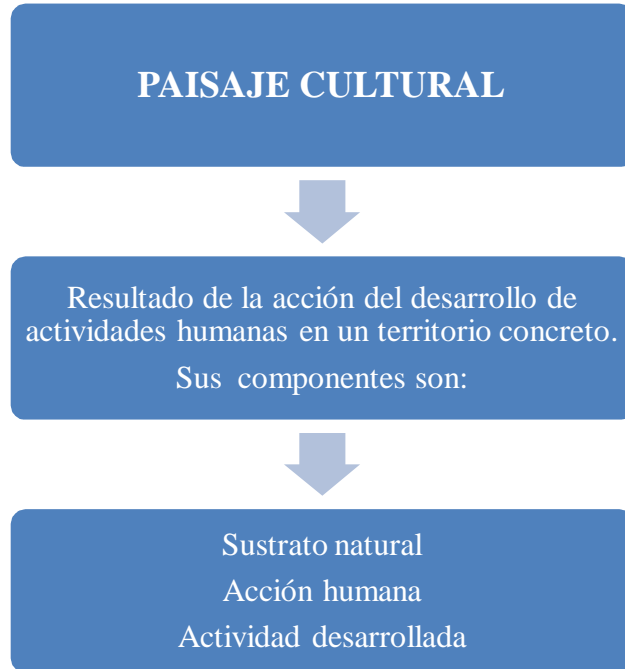 PAISAJE CULTURAL
Resultado de la acción del desarrollo de
actividades humanas en un territorio concreto.
Sus componentes son:
Sustrato natural
Acción humana
Actividad desarrollada